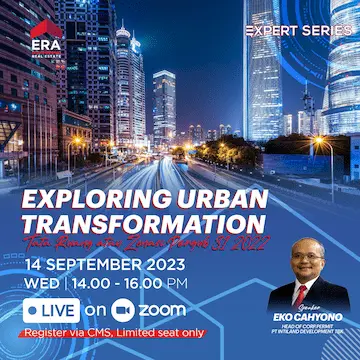 ERA
REAL ESTATE
EXPERT SERIES
EXPLORING URBAN
TRANSFORMATION
Tata Ruang atau Zonasi Pergub 31 2022
14 SEPTEMBER 2023
WED | 14.00 - 16.00 PM
LIVE on zoom
Register via CMS, Limited seat only
Speaker
EKO CAHYONO
HEAD OF CORP.PERMIT
PT INTILAND DEVELOPMENT TBK.